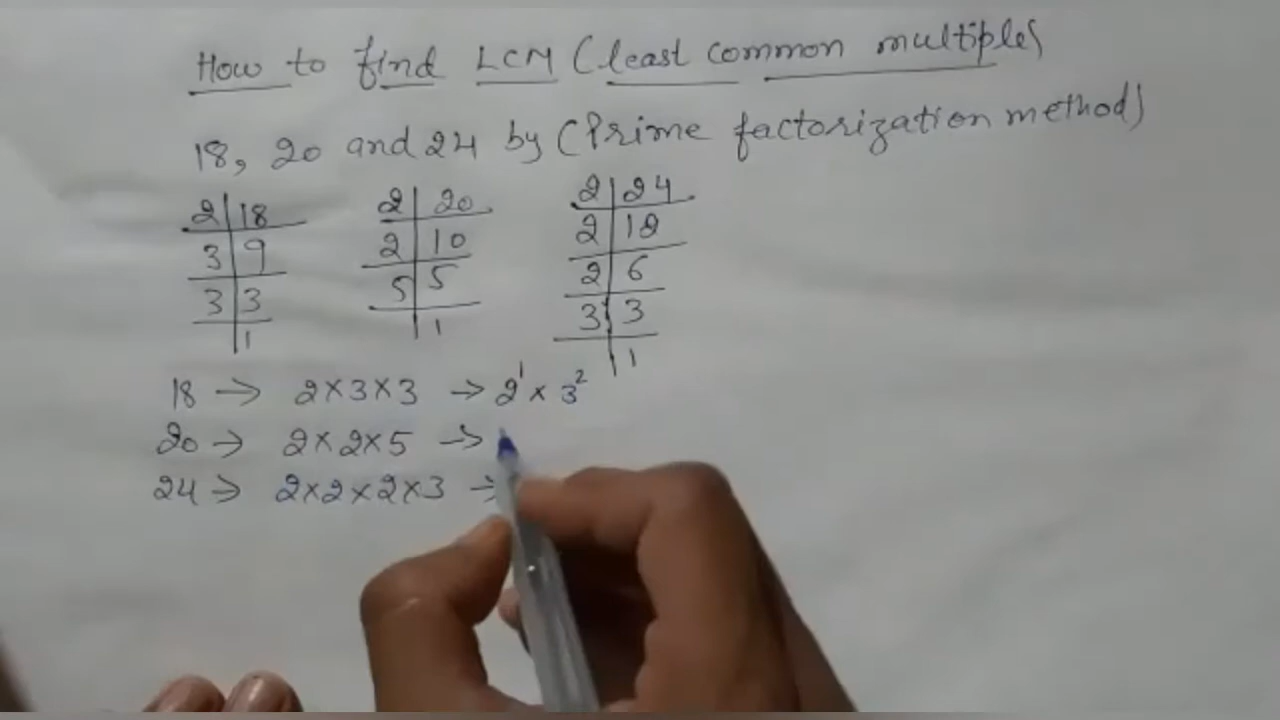 How to find LCM (least common multiples
18, 20 and 24 by (Prime factorization method)
2 | 18
3 | 9
3 | 3
1
2 | 20
2 | 10
5 | 5
1
2 | 24
2 | 12
2 | 6
3 | 3
1
18 → 2×3×3 → 2¹ × 3²
20 → 2×2×5 →
24 → 2×2×2×3 →